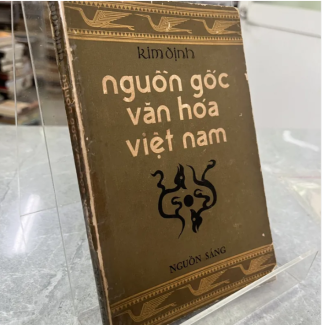 kim định
nguồn gốc
văn hóa
việt nam
NGUỒN SÁNG